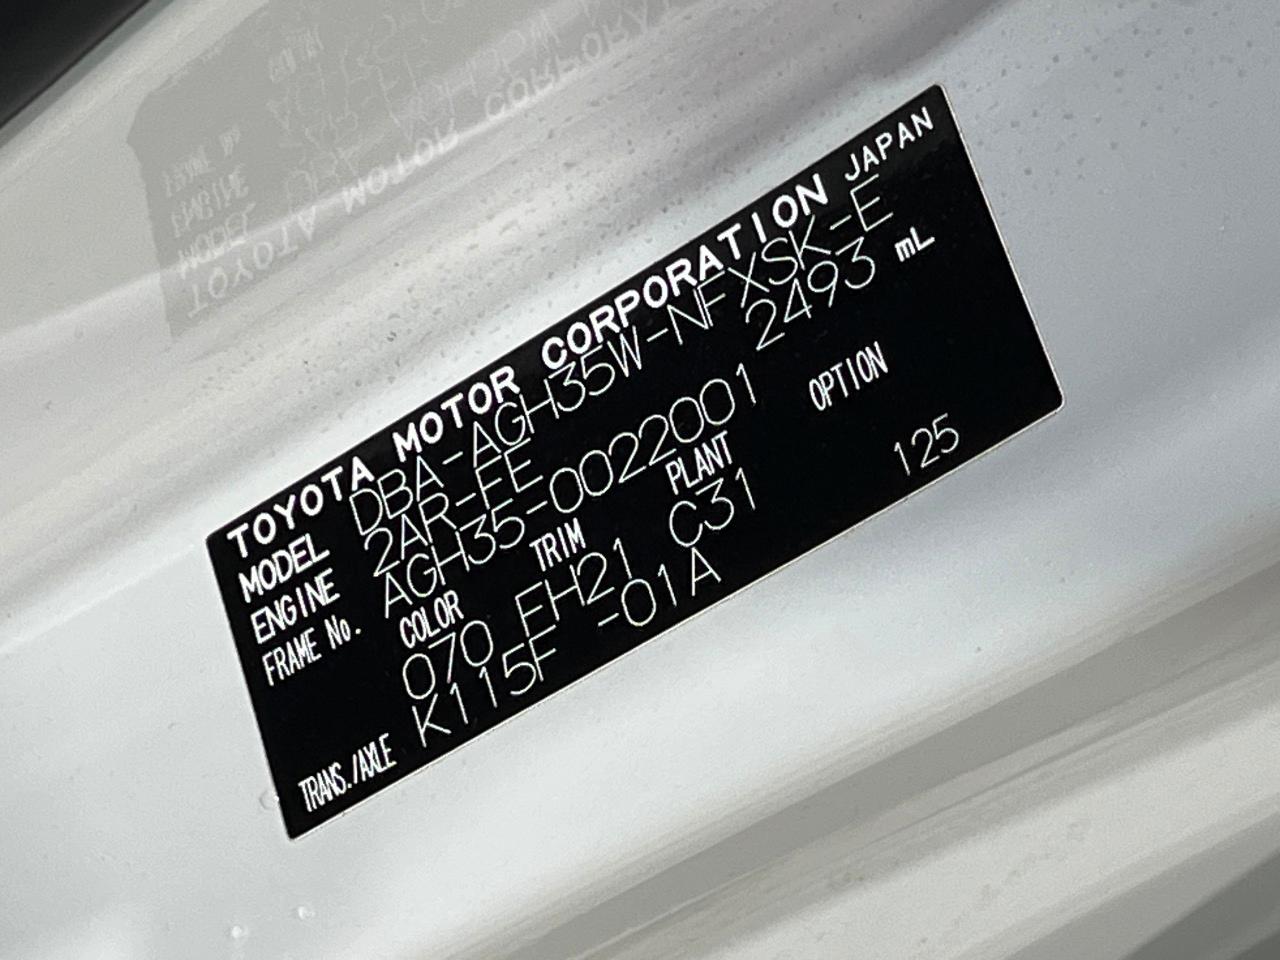 TOYOTA MOTOR CORPORATION JAPAN
MODEL DBA-AGH35W-NFXSK-E
ENGINE 2AR-FE 2493 mL
FRAME No. AGH35-0022001
COLOR TRIM PLANT OPTION
070 EH21 C31 125
TRANS./AXLE K115F -01A